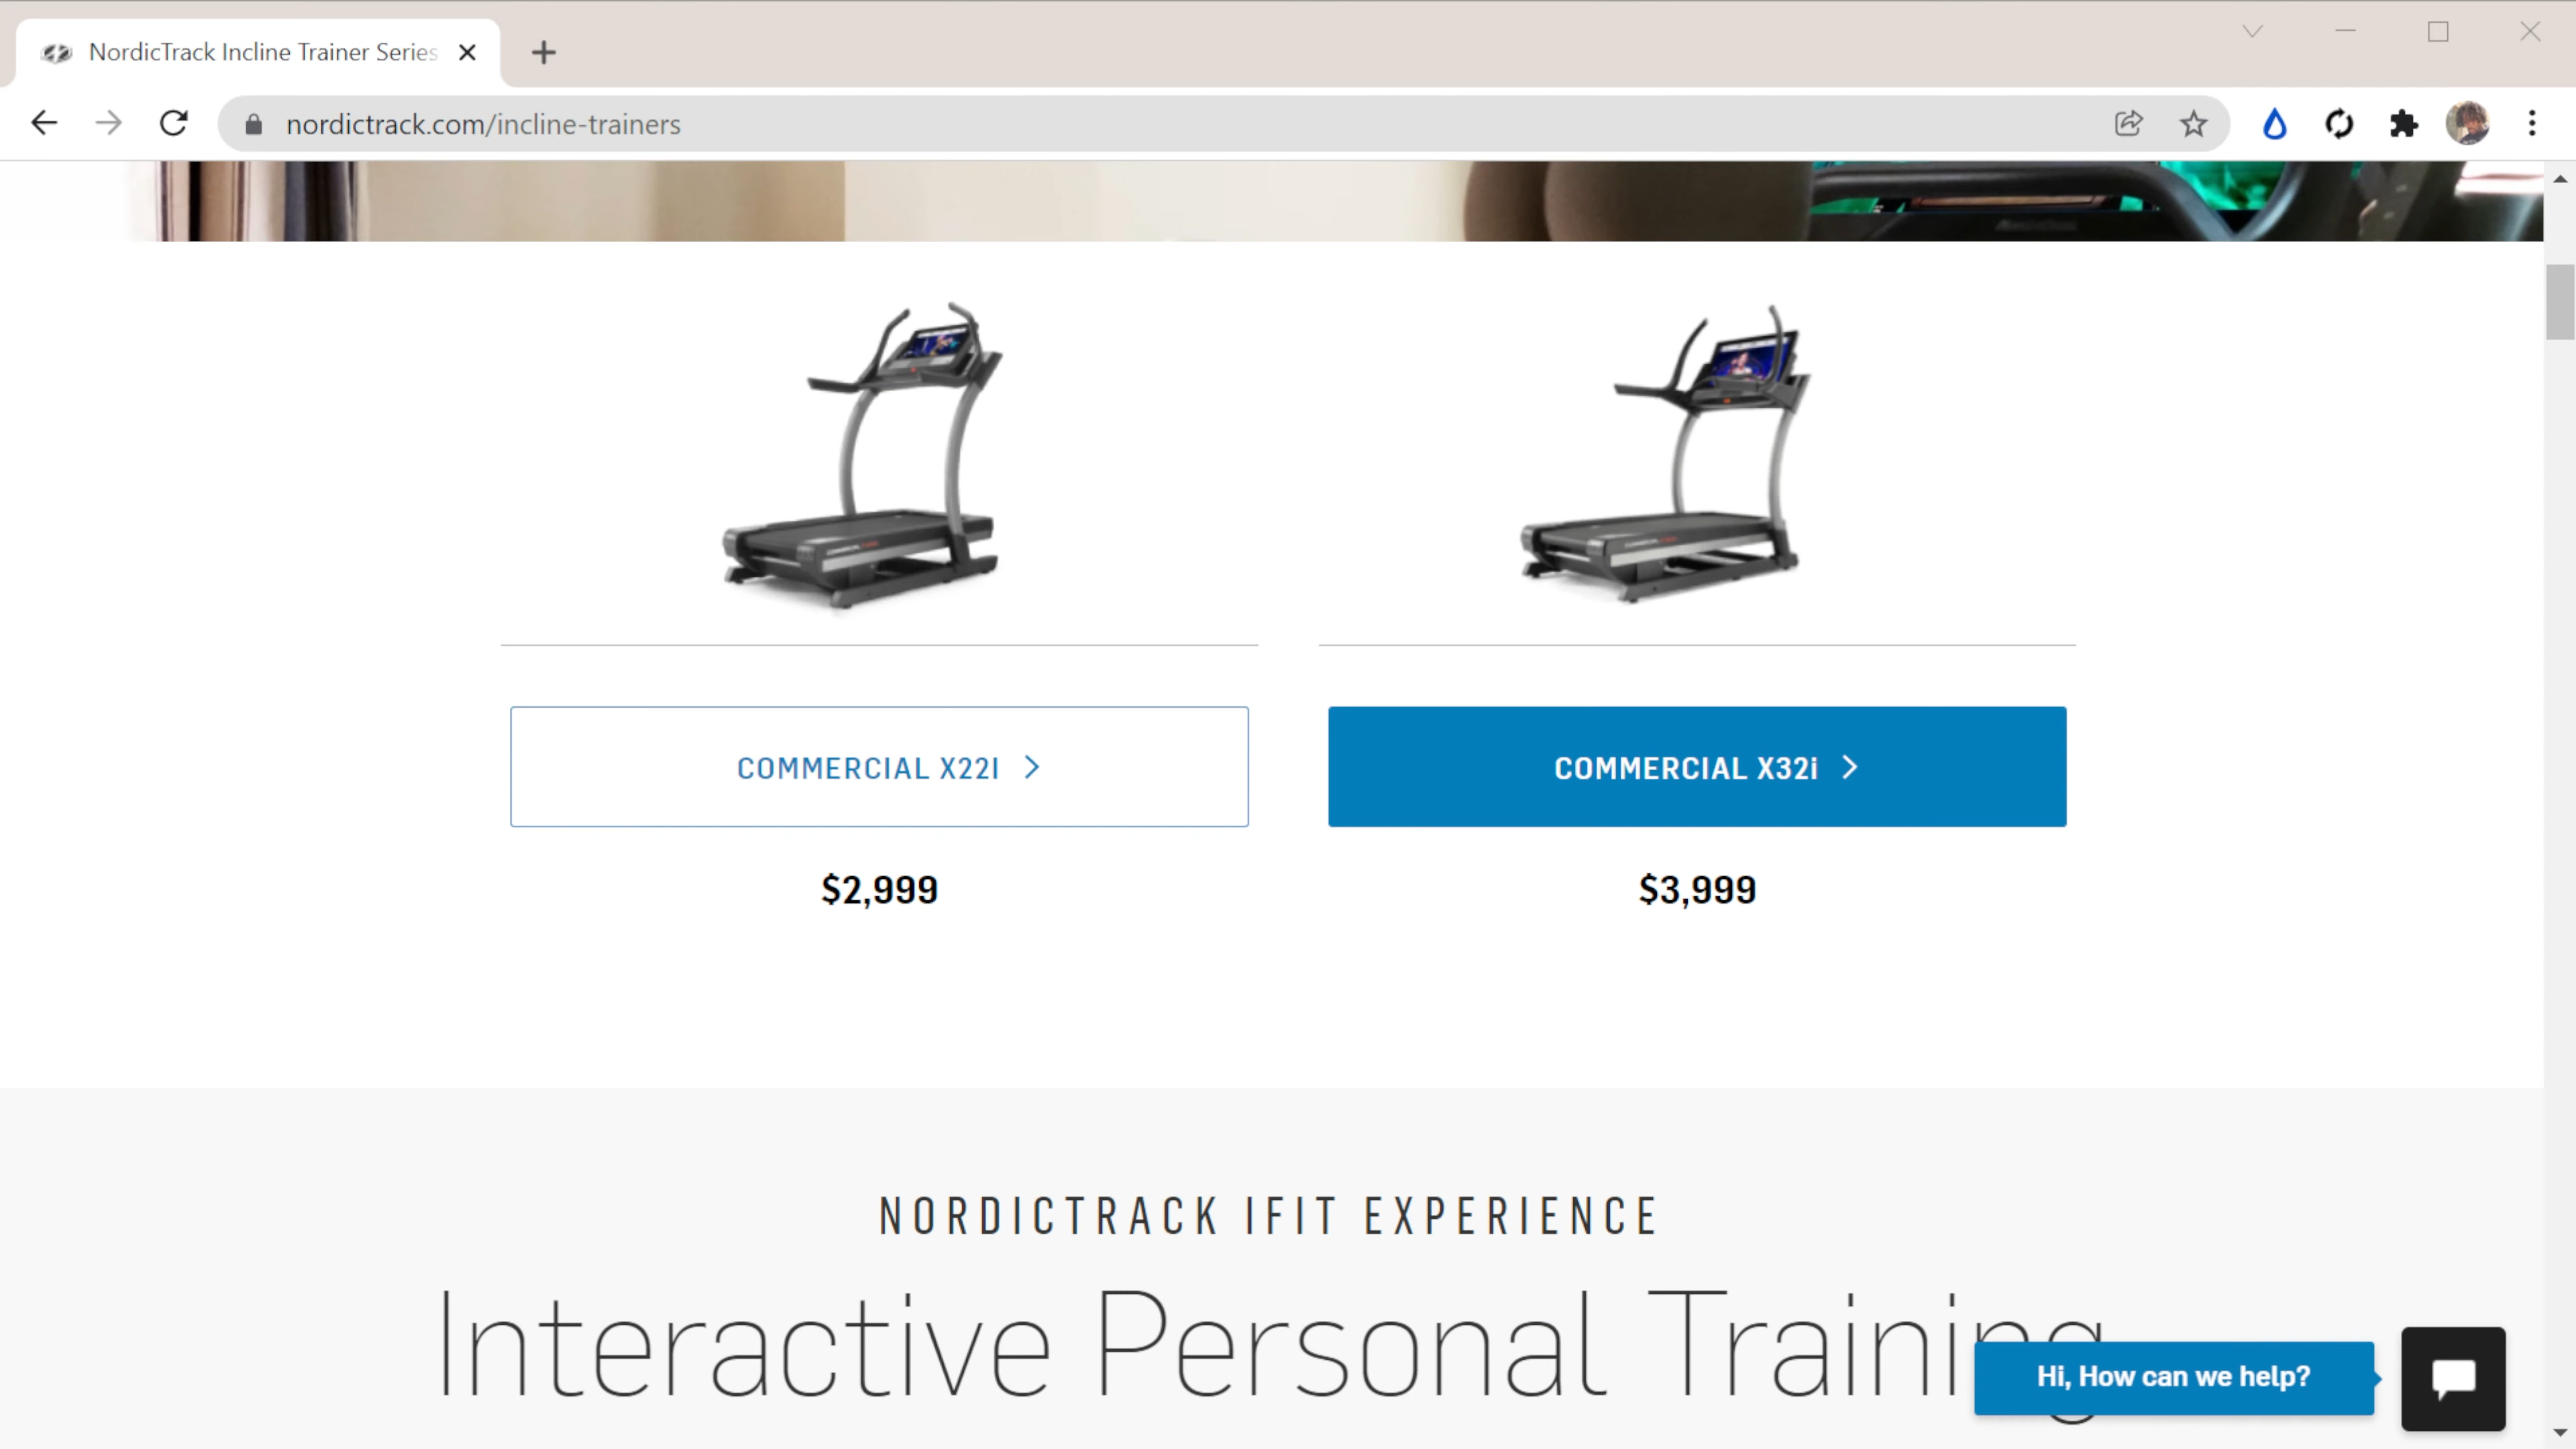 NordicTrack Incline Trainer Series
nordictrack.com/incline-trainers
COMMERCIAL X22I
COMMERCIAL X32i
$2,999
$3,999
NORDICTRACK IFIT EXPERIENCE
Interactive Personal Training
Hi, How can we help?